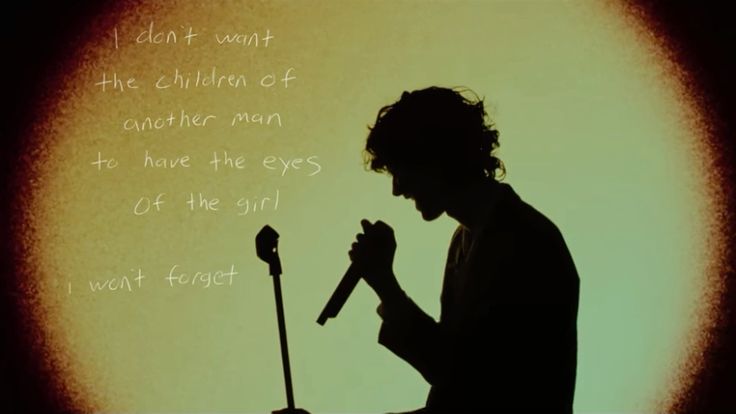 I don't want
the children of
another man
to have the eyes
of the girl
I won't forget